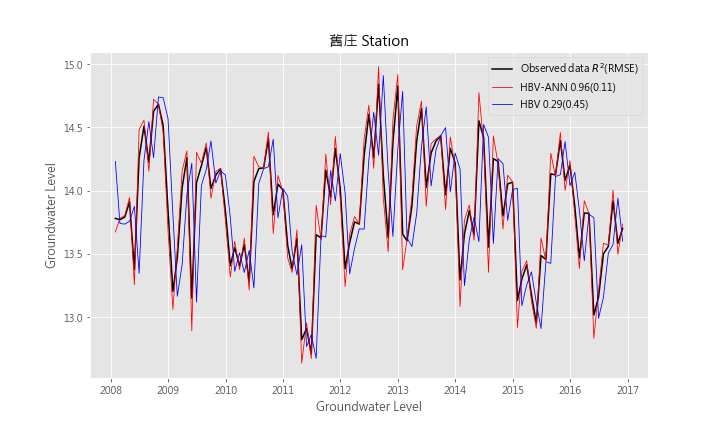 舊庄 Station
Observed data R²(RMSE)
HBV-ANN 0.96(0.11)
HBV 0.29(0.45)
Groundwater Level
15.0
14.5
14.0
13.5
13.0
2008 2009 2010 2011 2012 2013 2014 2015 2016 2017
Groundwater Level